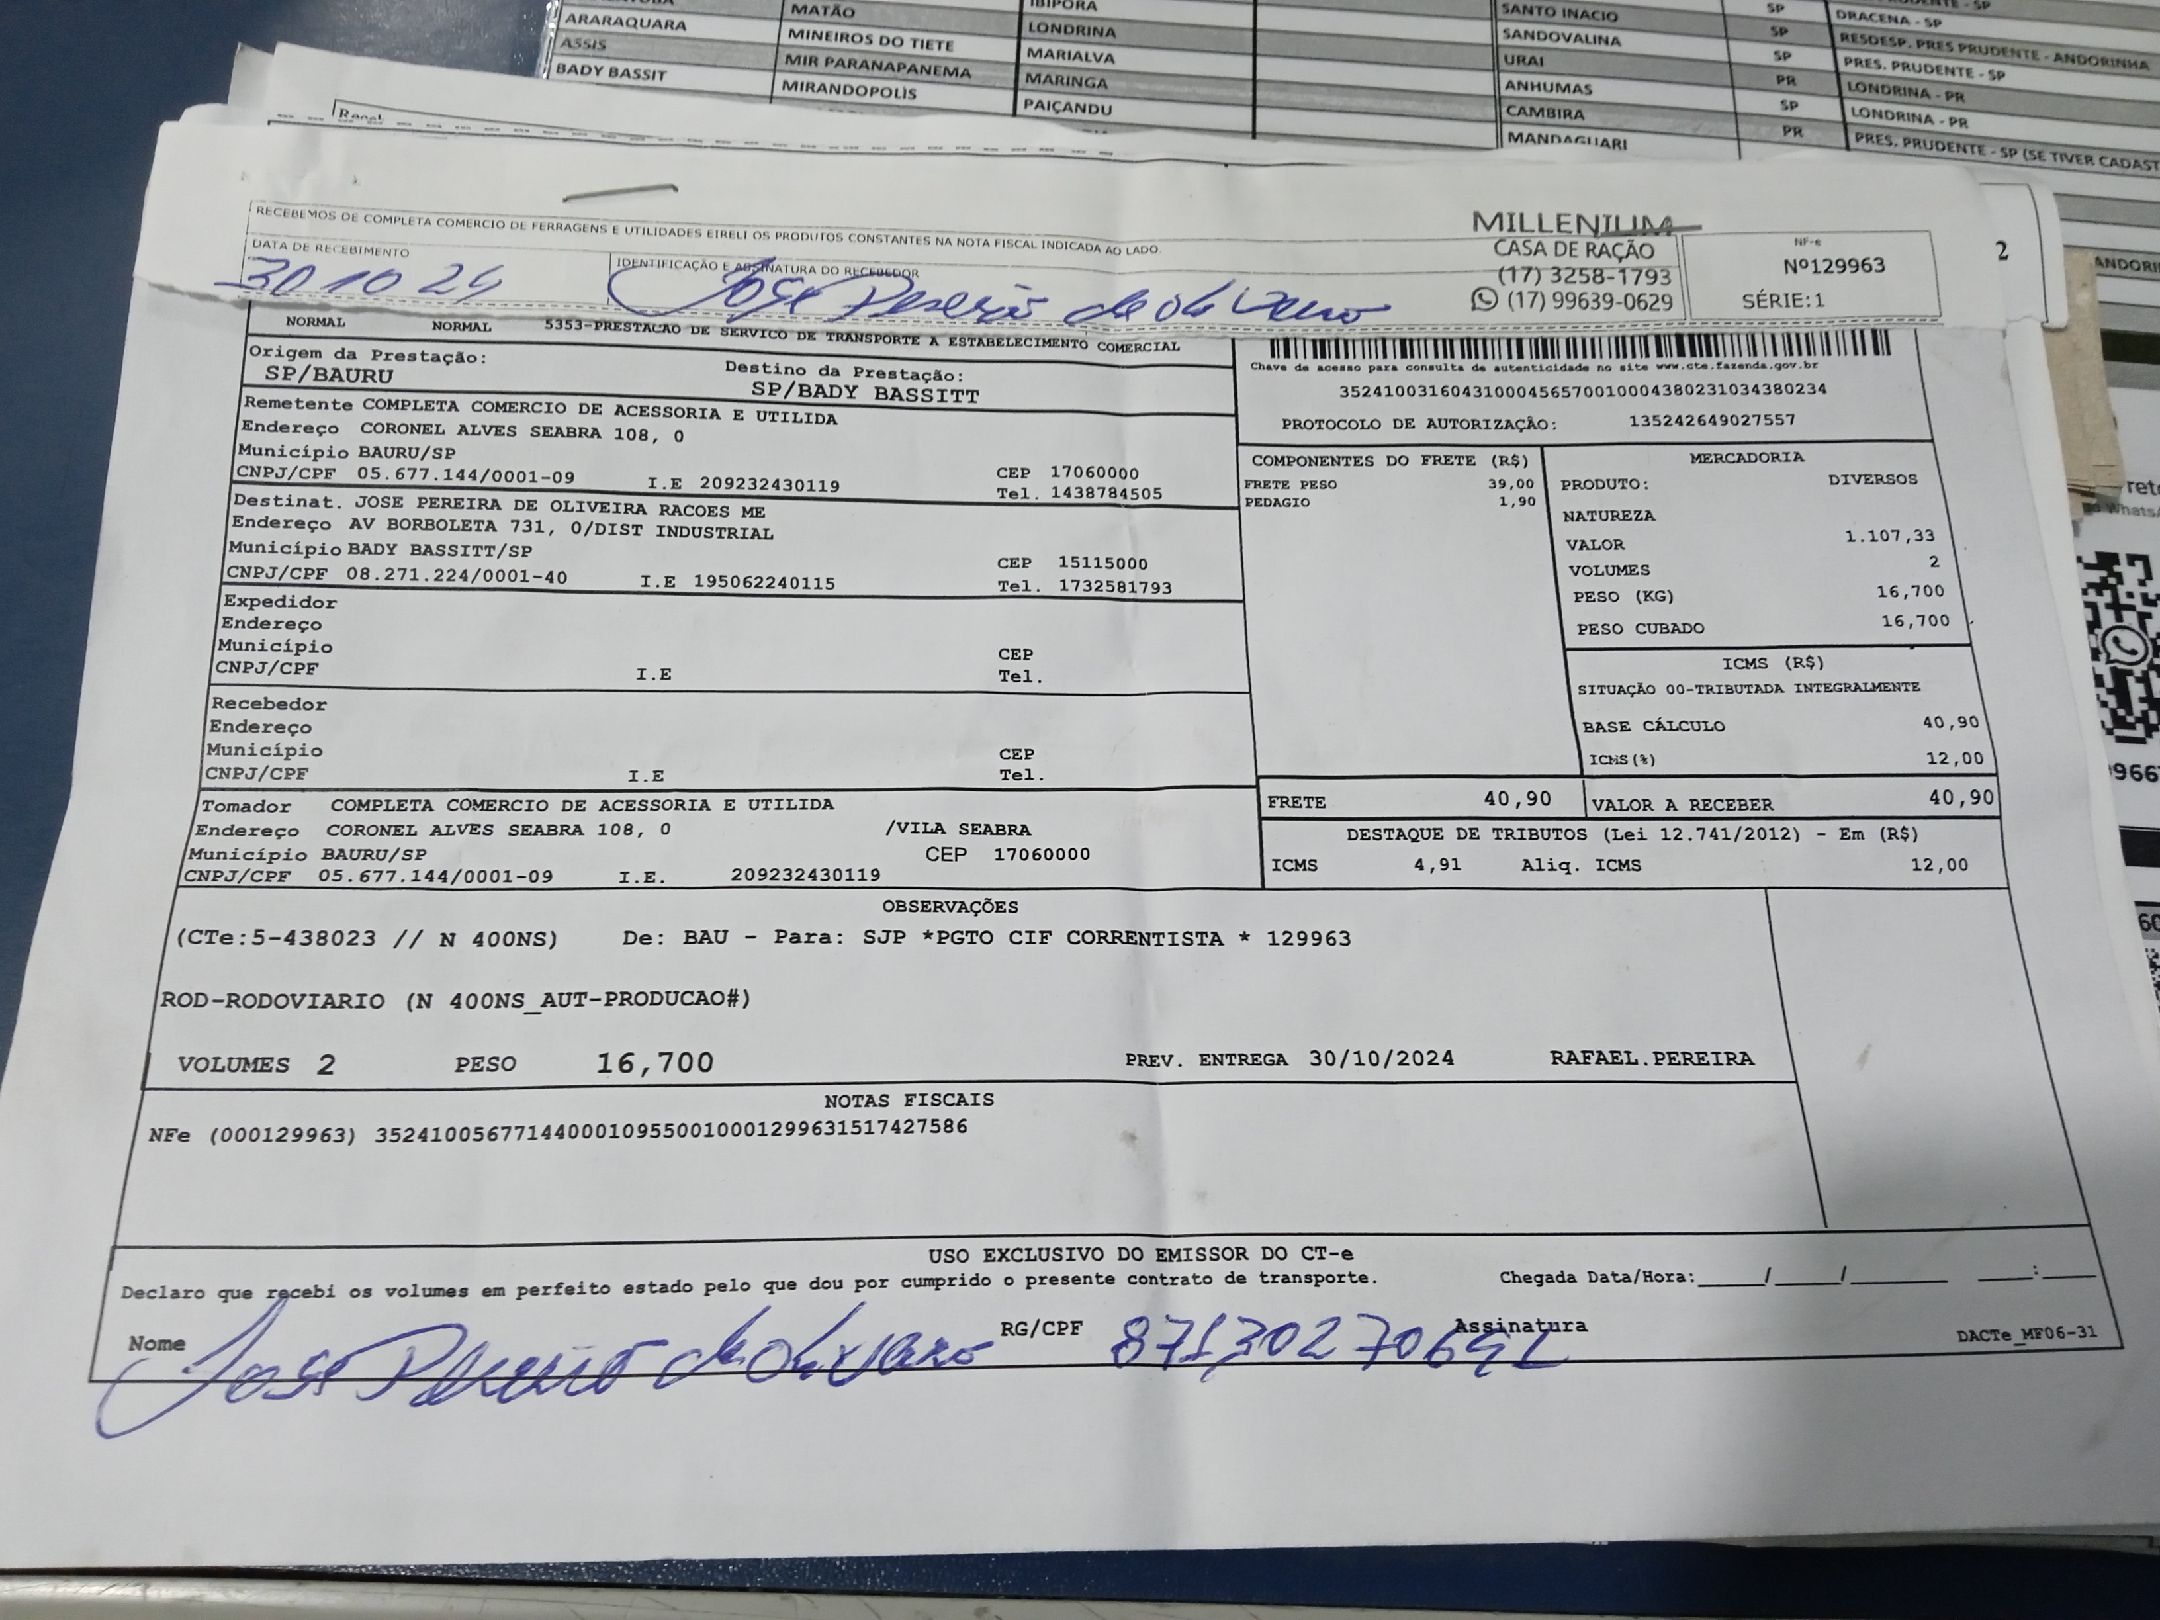 ARARAQUARA MATÃO IBIPORA SANTO INACIO SP DRACENA - SP
ASSIS MINEIROS DO TIETE LONDRINA SANDOVALINA SP RESDESP. PRES PRUDENTE - ANDORINHA
BADY BASSIT MIR PARANAPANEMA MARIALVA URAI SP PRES. PRUDENTE - SP
MIRANDOPOLIS MARINGA ANHUMAS PR LONDRINA - PR
PAIÇANDU CAMBIRA SP LONDRINA - PR
MANDAGUARI PR PRES. PRUDENTE - SP (SE TIVER CADAST
RECEBEMOS DE COMPLETA COMERCIO DE FERRAGENS E UTILIDADES EIRELI OS PRODUTOS CONSTANTES NA NOTA FISCAL INDICADA AO LADO.
DATA DE RECEBIMENTO
30 10 24
IDENTIFICAÇÃO E ASSINATURA DO RECEBEDOR
Jose Pereira de Oliveira
MILLENIUM
CASA DE RAÇÃO
(17) 3258-1793
(17) 99639-0629
NF-e
Nº129963
SÉRIE:1
2
NORMAL NORMAL 5353-PRESTACAO DE SERVICO DE TRANSPORTE A ESTABELECIMENTO COMERCIAL
Origem da Prestação:
SP/BAURU
Destino da Prestação:
SP/BADY BASSITT
Chave de acesso para consulta de autenticidade no site www.cte.fazenda.gov.br
35241003160431000456570010004380231034380234
PROTOCOLO DE AUTORIZAÇÃO: 135242649027557
Remetente COMPLETA COMERCIO DE ACESSORIA E UTILIDA
Endereço CORONEL ALVES SEABRA 108, 0
Município BAURU/SP
CEP 17060000
CNPJ/CPF 05.677.144/0001-09 I.E 209232430119 Tel. 1438784505
Destinat. JOSE PEREIRA DE OLIVEIRA RACOES ME
Endereço AV BORBOLETA 731, 0/DIST INDUSTRIAL
Município BADY BASSITT/SP CEP 15115000
CNPJ/CPF 08.271.224/0001-40 I.E 195062240115 Tel. 1732581793
Expedidor
Endereço
Município CEP
CNPJ/CPF I.E Tel.
Recebedor
Endereço
Município CEP
CNPJ/CPF I.E Tel.
Tomador COMPLETA COMERCIO DE ACESSORIA E UTILIDA
Endereço CORONEL ALVES SEABRA 108, 0 /VILA SEABRA
Município BAURU/SP CEP 17060000
CNPJ/CPF 05.677.144/0001-09 I.E. 209232430119
COMPONENTES DO FRETE (R$)
FRETE PESO 39,00
PEDAGIO 1,90
MERCADORIA
PRODUTO: DIVERSOS
NATUREZA
VALOR 1.107,33
VOLUMES 2
PESO (KG) 16,700
PESO CUBADO 16,700
ICMS (R$)
SITUAÇÃO 00-TRIBUTADA INTEGRALMENTE
BASE CÁLCULO 40,90
ICMS(%) 12,00
FRETE 40,90 VALOR A RECEBER 40,90
DESTAQUE DE TRIBUTOS (Lei 12.741/2012) - Em (R$)
ICMS 4,91 Aliq. ICMS 12,00
OBSERVAÇÕES
(CTe:5-438023 // N 400NS) De: BAU - Para: SJP *PGTO CIF CORRENTISTA * 129963
ROD-RODOVIARIO (N 400NS_AUT-PRODUCAO#)
VOLUMES 2 PESO 16,700 PREV. ENTREGA 30/10/2024 RAFAEL.PEREIRA
NOTAS FISCAIS
NFe (000129963) 35241005677144000109550010001299631517427586
USO EXCLUSIVO DO EMISSOR DO CT-e
Declaro que recebi os volumes em perfeito estado pelo que dou por cumprido o presente contrato de transporte. Chegada Data/Hora:_____/_____/_______ ____:____
Nome Jose Pereira de Oliveira RG/CPF Assinatura
DACTe_MF06-31